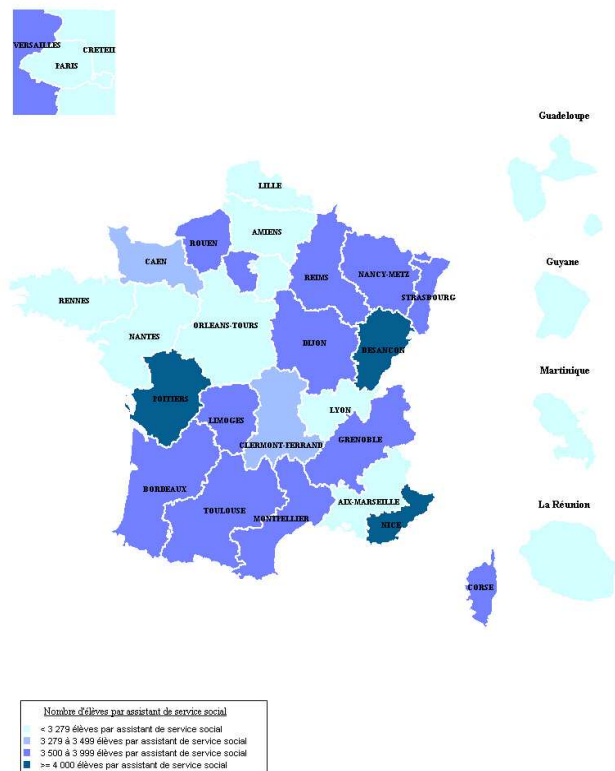 VERSAILLES
CRETEIL
PARIS
Guadeloupe
LILLE
AMIENS
ROUEN
CAEN
Guyane
REIMS
NANCY-METZ
STRASBOURG
RENNES
ORLEANS-TOURS
NANTES
DIJON
BESANCON
Martinique
POITIERS
LYON
LIMOGES
GRENOBLE
CLERMONT-FERRAND
BORDEAUX
AIX-MARSEILLE
La Réunion
TOULOUSE
MONTPELLIER
NICE
CORSE
Nombre d'élèves par assistant de service social
< 3 279 élèves par assistant de service social
3 279 à 3 499 élèves par assistant de service social
3 500 à 3 999 élèves par assistant de service social
>= 4 000 élèves par assistant de service social